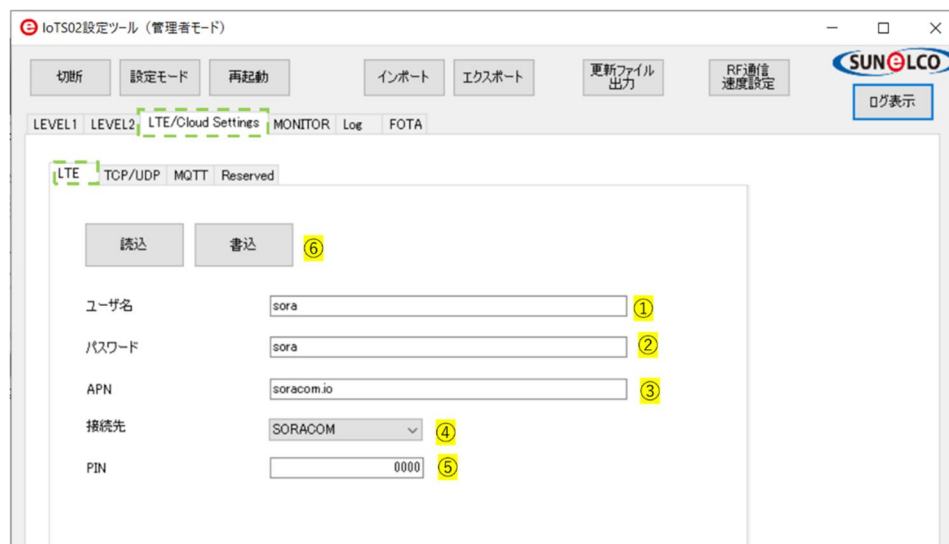 IoTS02設定ツール（管理者モード）
切断 設定モード 再起動 インポート エクスポート 更新ファイル
出力 RF通信
速度設定
SUNELCO
ログ表示
LEVEL1 LEVEL2 LTE/Cloud Settings MONITOR Log FOTA
LTE TCP/UDP MQTT Reserved
読込 書込 ⑥
ユーザ名 sora ①
パスワード sora ②
APN soracom.io ③
接続先 SORACOM ④
PIN 0000 ⑤